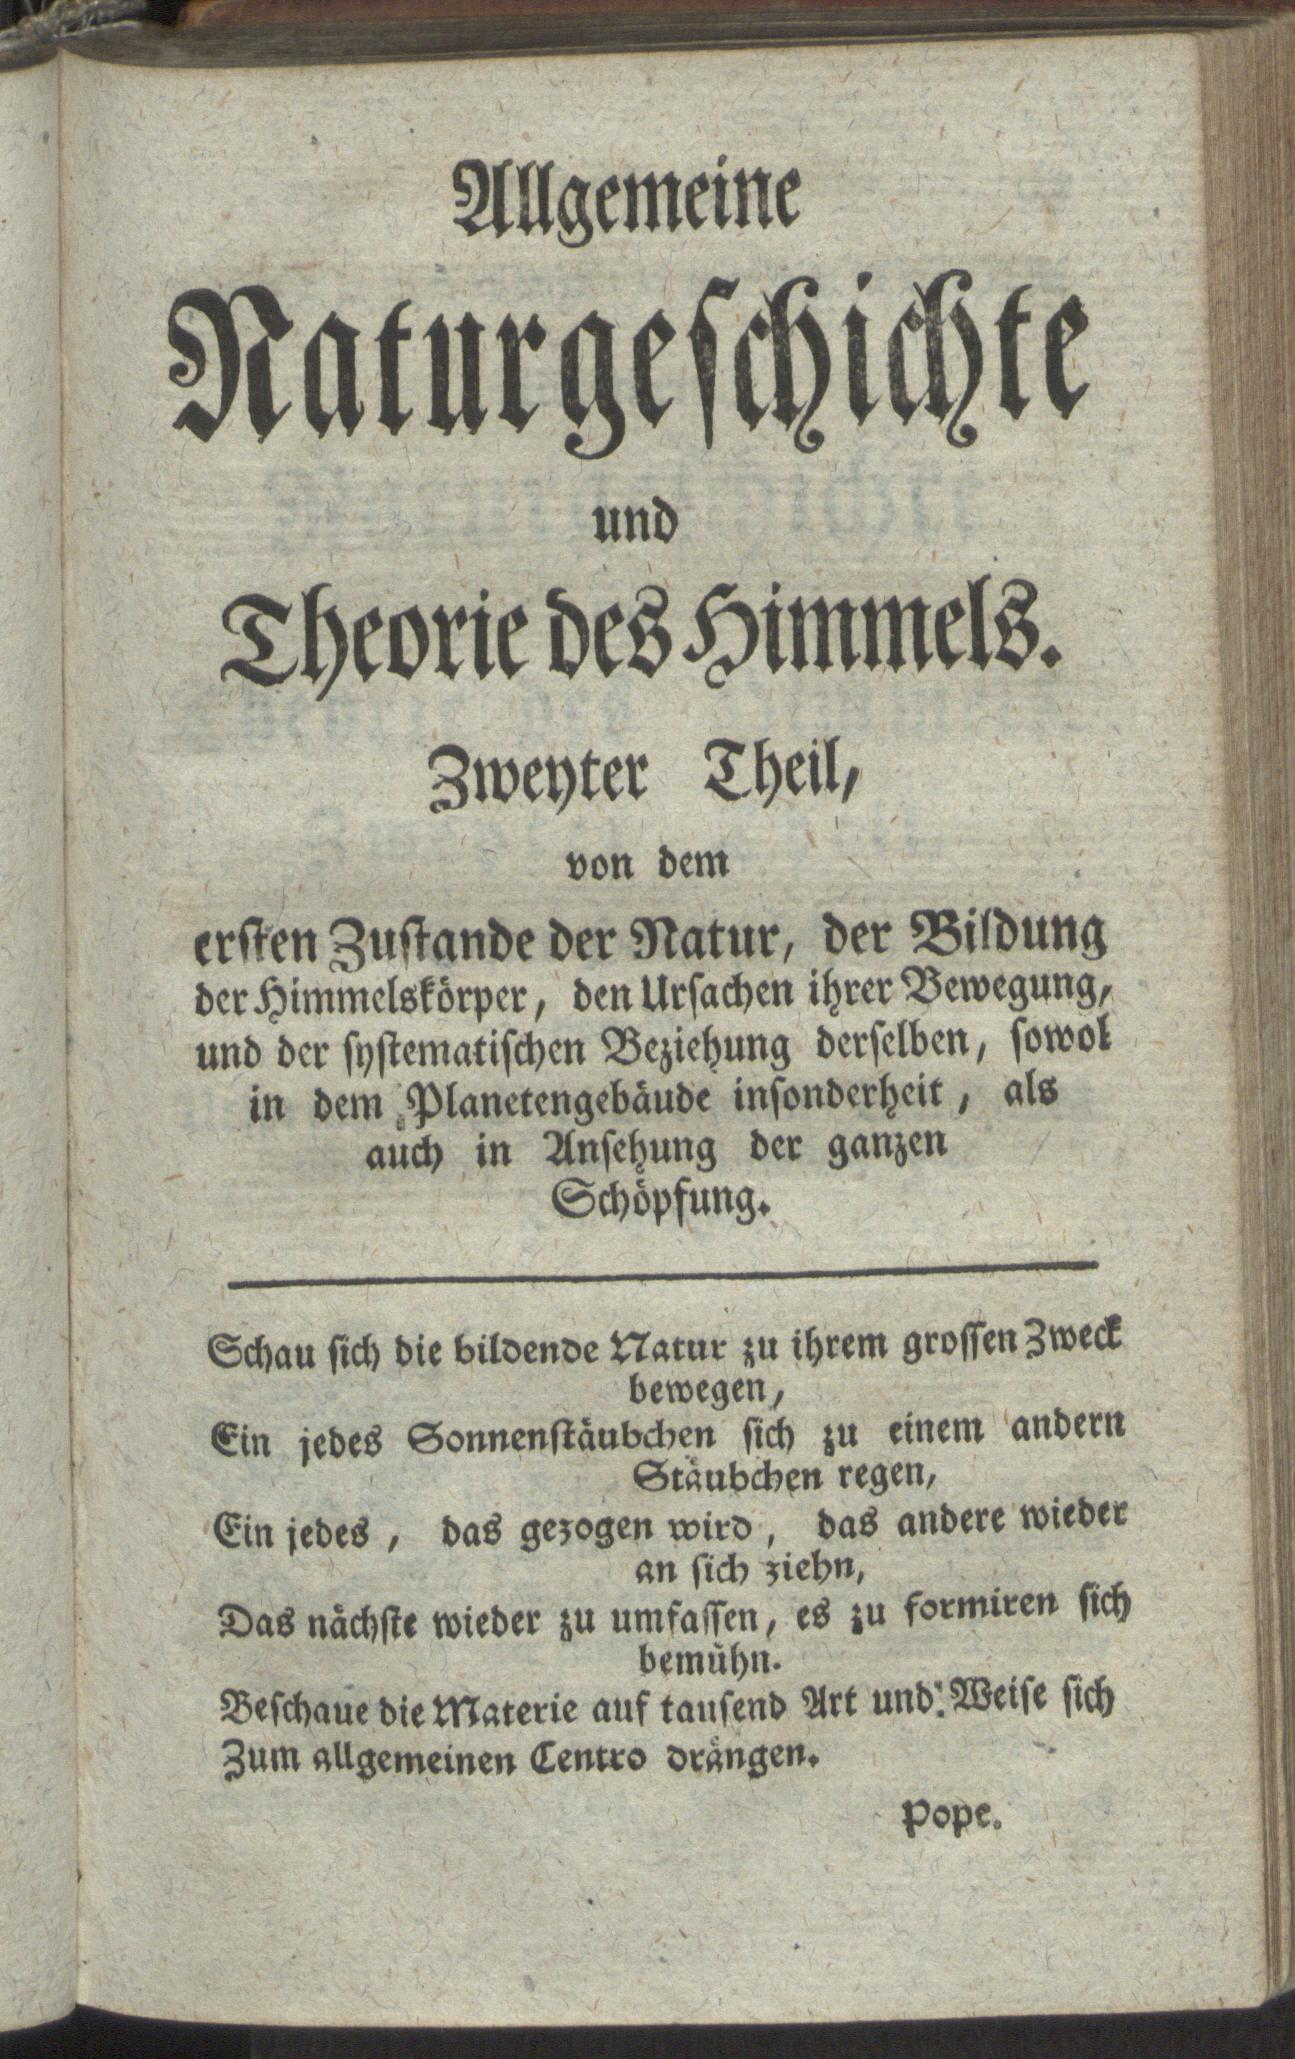 Allgemeine
Naturgeschichte
und
Theorie des Himmels.
Zweyter Theil,
von dem
ersten Zustande der Natur, der Bildung
der Himmelskörper, den Ursachen ihrer Bewegung,
und der systematischen Beziehung derselben, sowol
in dem Planetengebäude insonderheit, als
auch in Ansehung der ganzen
Schöpfung.
Schau sich die bildende Natur zu ihrem grossen Zweck
bewegen,
Ein jedes Sonnenstäubchen sich zu einem andern
Stäubchen regen,
Ein jedes, das gezogen wird, das andere wieder
an sich ziehn,
Das nächste wieder zu umfassen, es zu formiren sich
bemühn.
Beschaue die Materie auf tausend Art und Weise sich
Zum allgemeinen Centro drängen.
Pope.